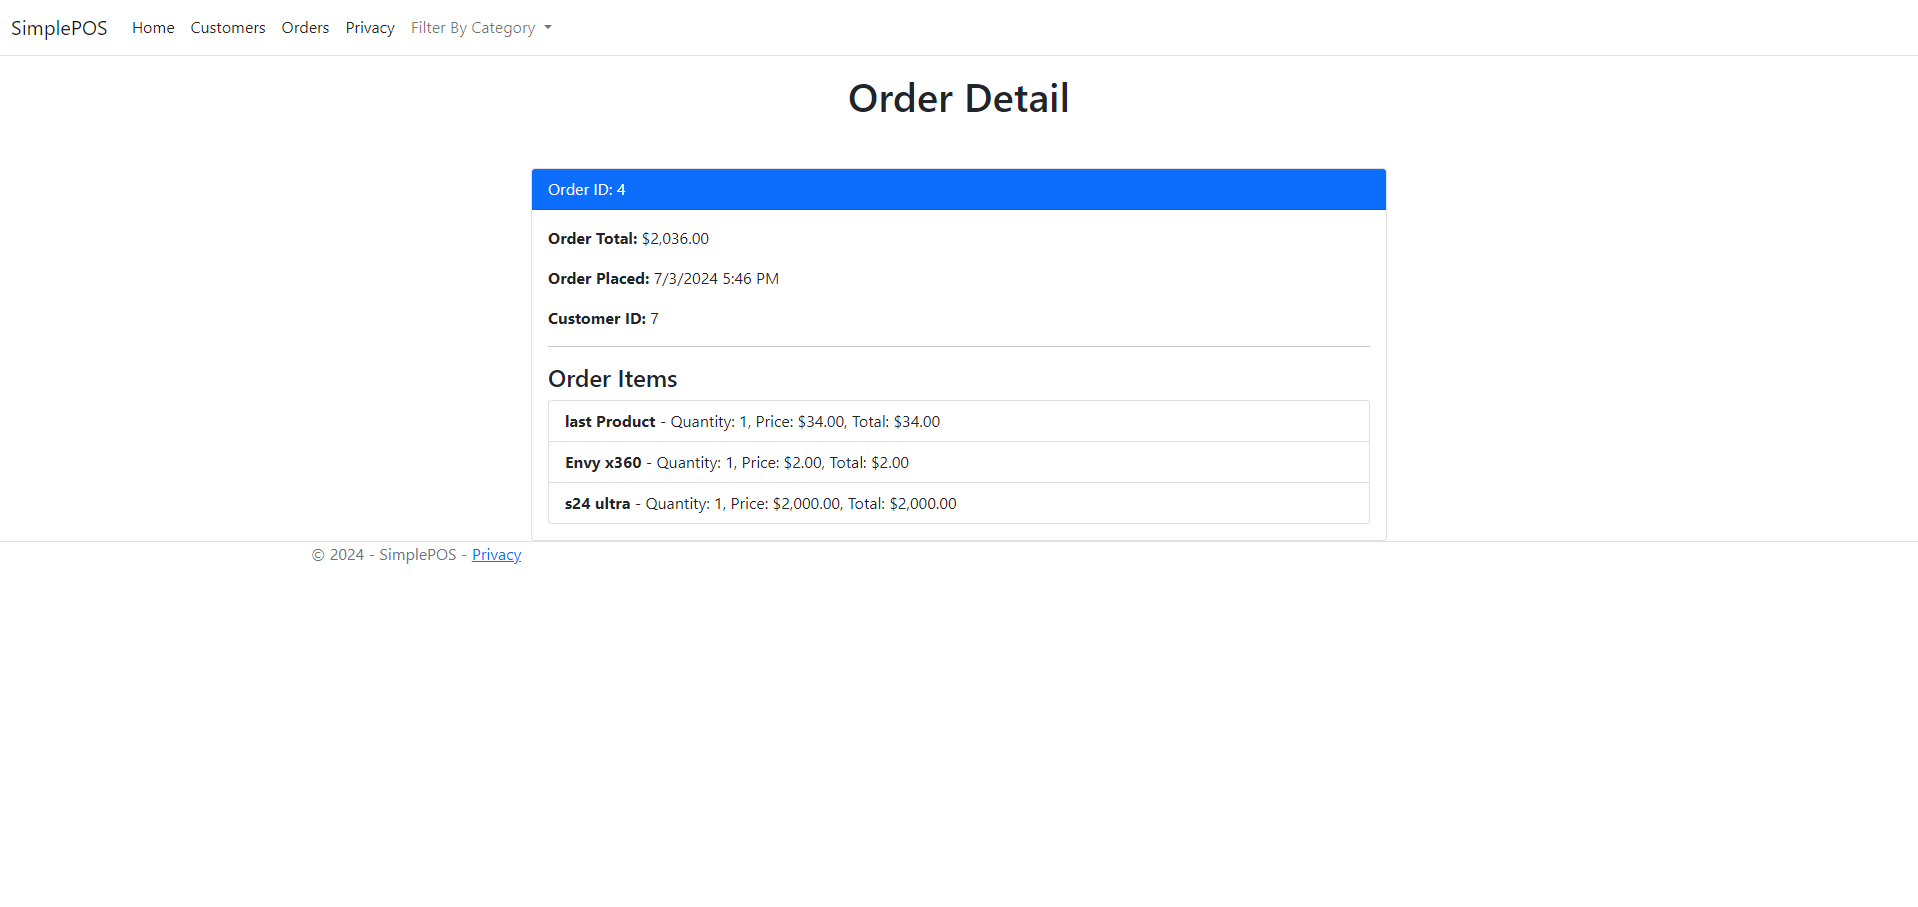 SimplePOS Home Customers Orders Privacy Filter By Category
Order Detail
Order ID: 4
Order Total: $2,036.00
Order Placed: 7/3/2024 5:46 PM
Customer ID: 7
Order Items
last Product - Quantity: 1, Price: $34.00, Total: $34.00
Envy x360 - Quantity: 1, Price: $2.00, Total: $2.00
s24 ultra - Quantity: 1, Price: $2,000.00, Total: $2,000.00
© 2024 - SimplePOS - Privacy